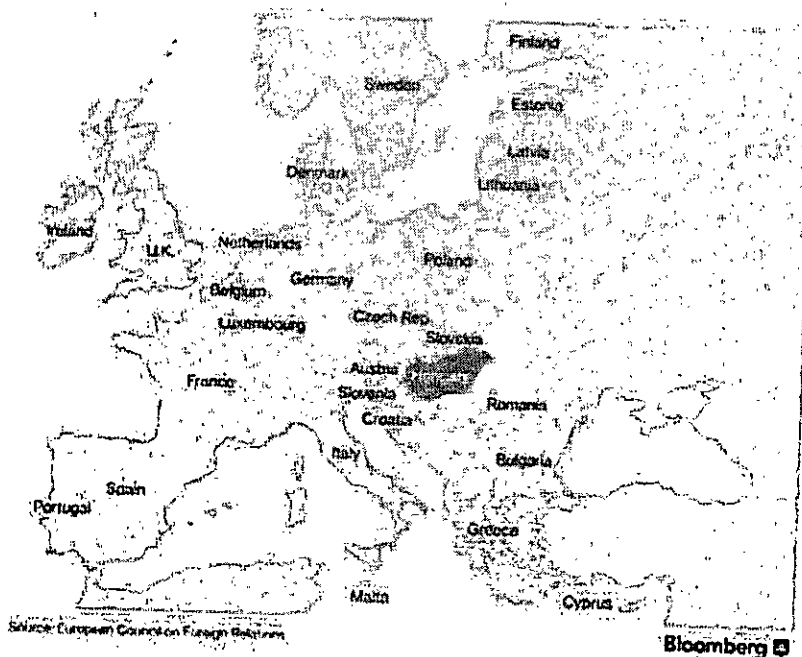 Finland
Sweden
Estonia
Latvia
Denmark
Lithuania
Ireland
U.K.
Netherlands
Poland
Germany
Belgium
Czech Rep.
Luxembourg
Slovakia
Austria
France
Slovenia
Romania
Croatia
Italy
Bulgaria
Spain
Portugal
Greece
Malta
Cyprus
Source: European Council on Foreign Relations
Bloomberg